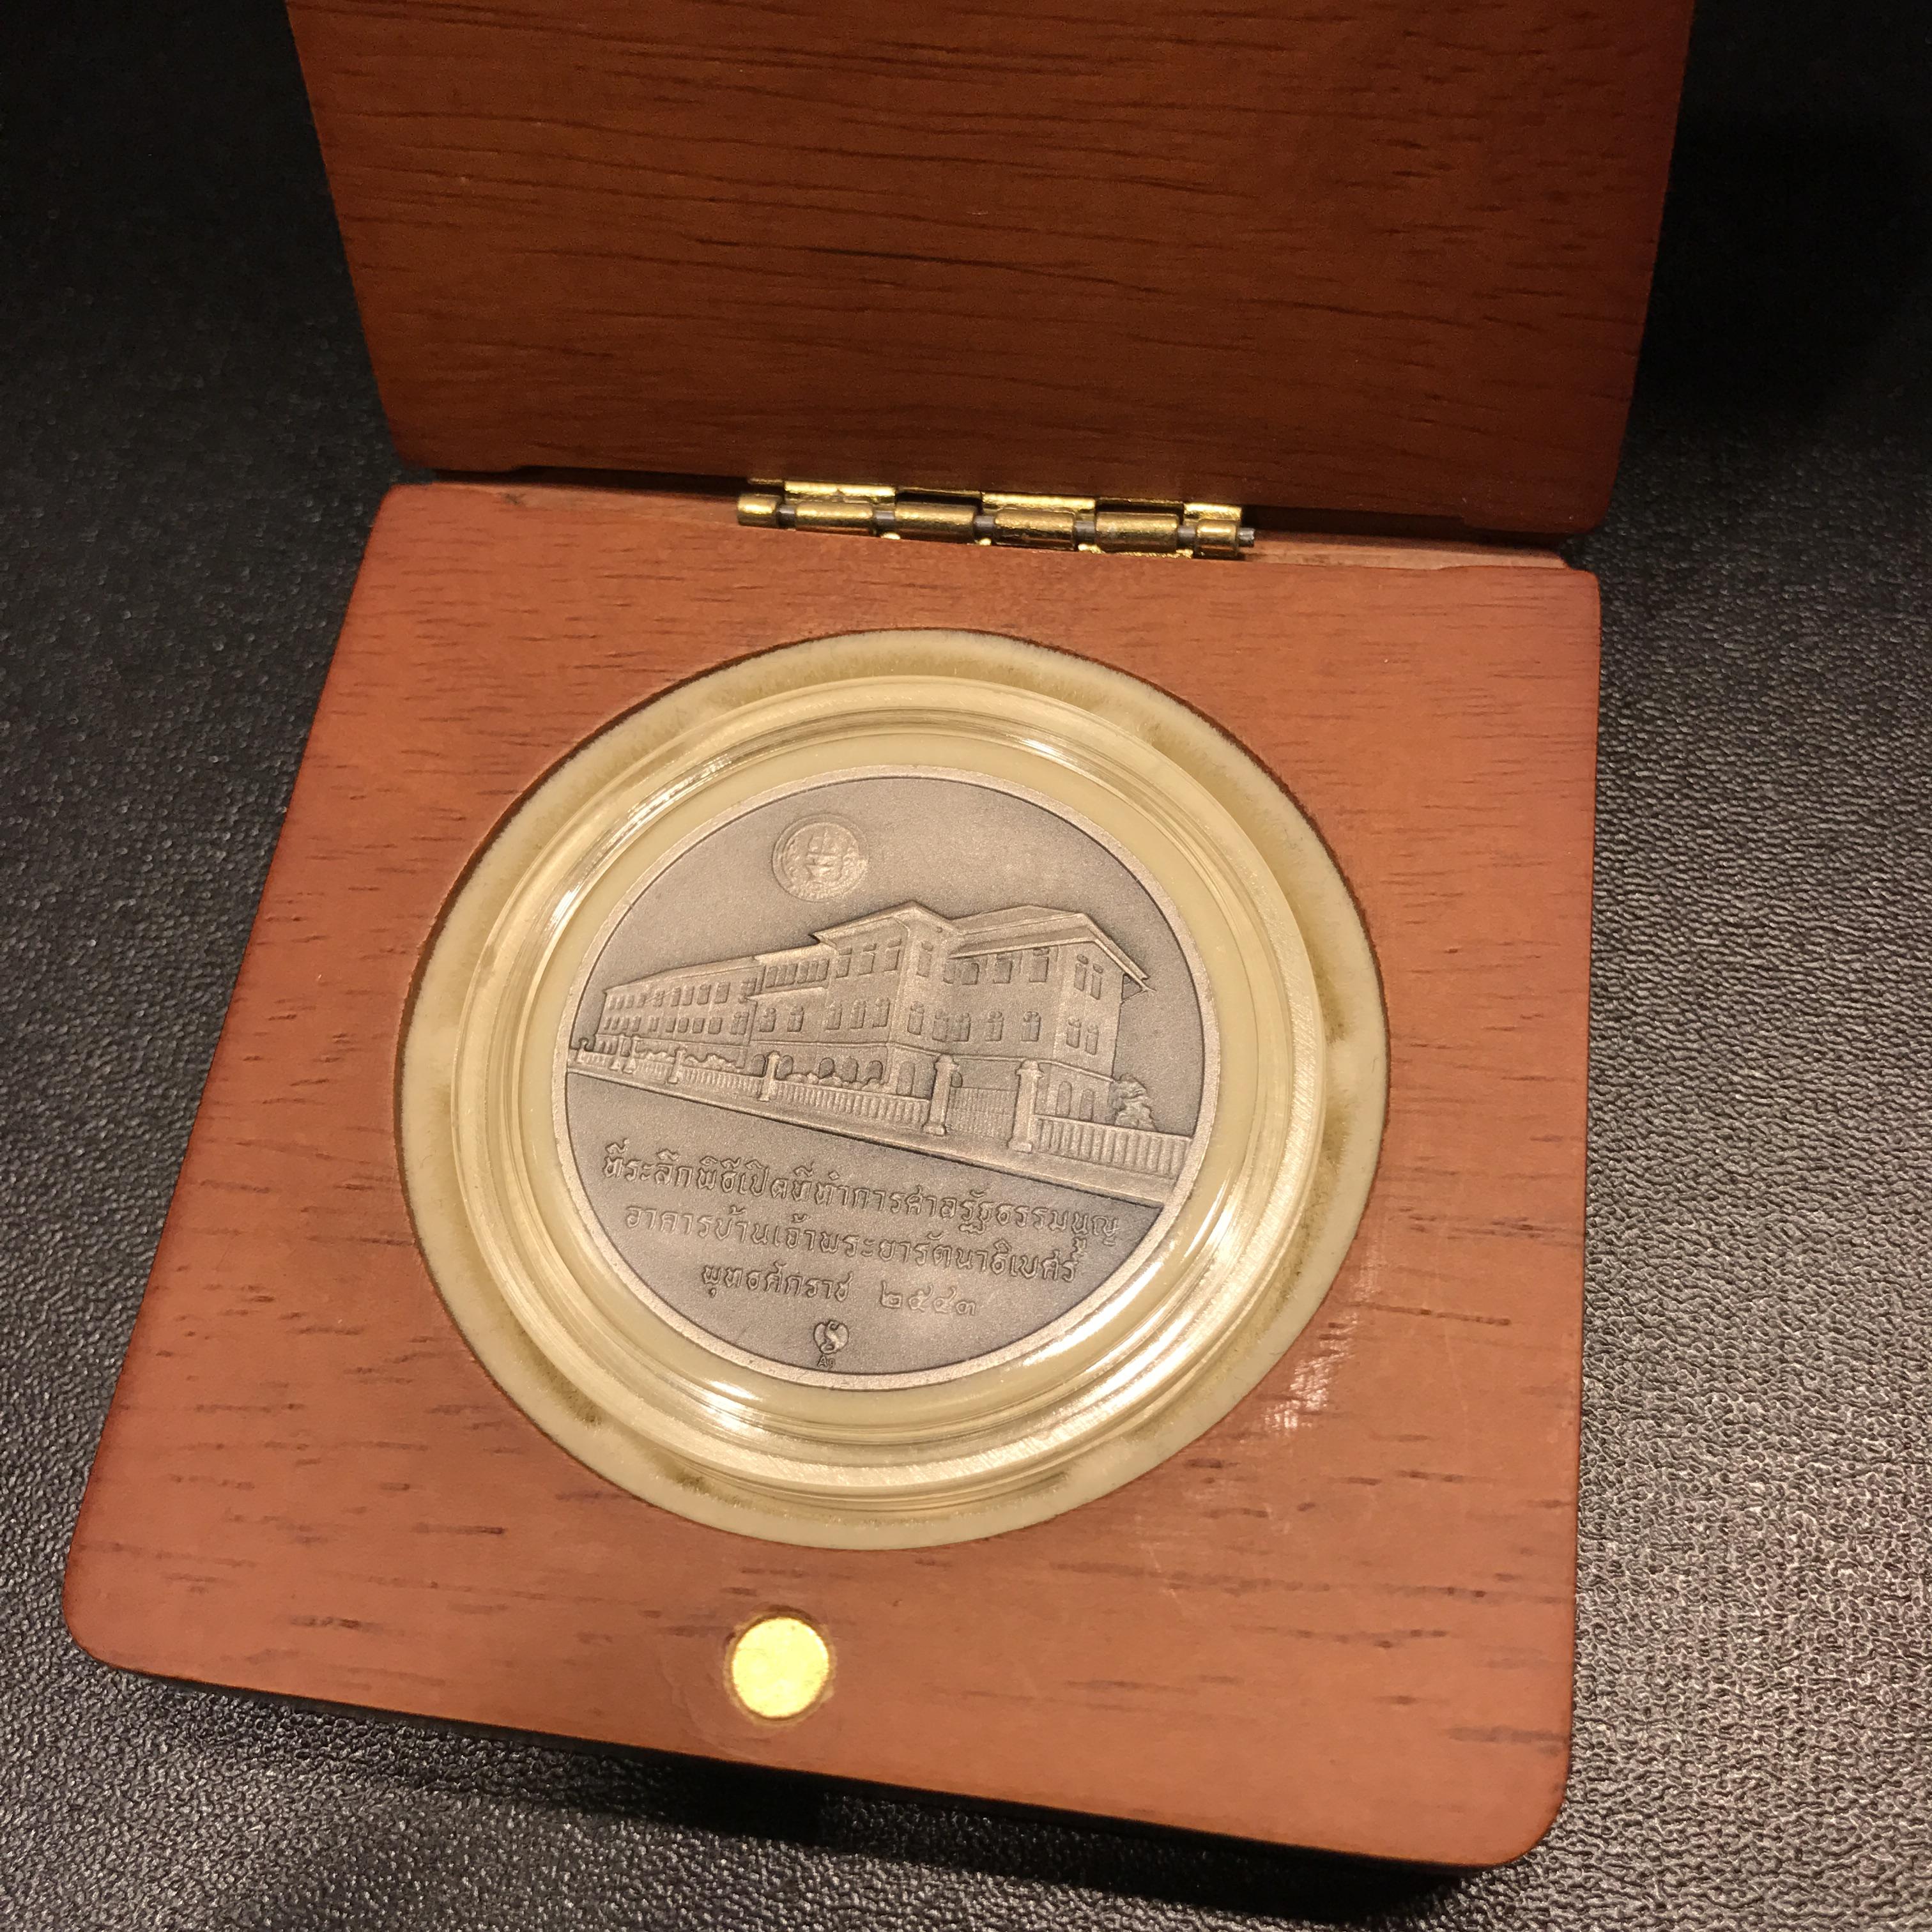 ที่ระลึกพิธีเปิดที่ทำการศาลรัฐธรรมนูญ
อาคารบ้านเจ้าพระยารัตนาธิเบศร์
พุทธศักราช ๒๕๔๓